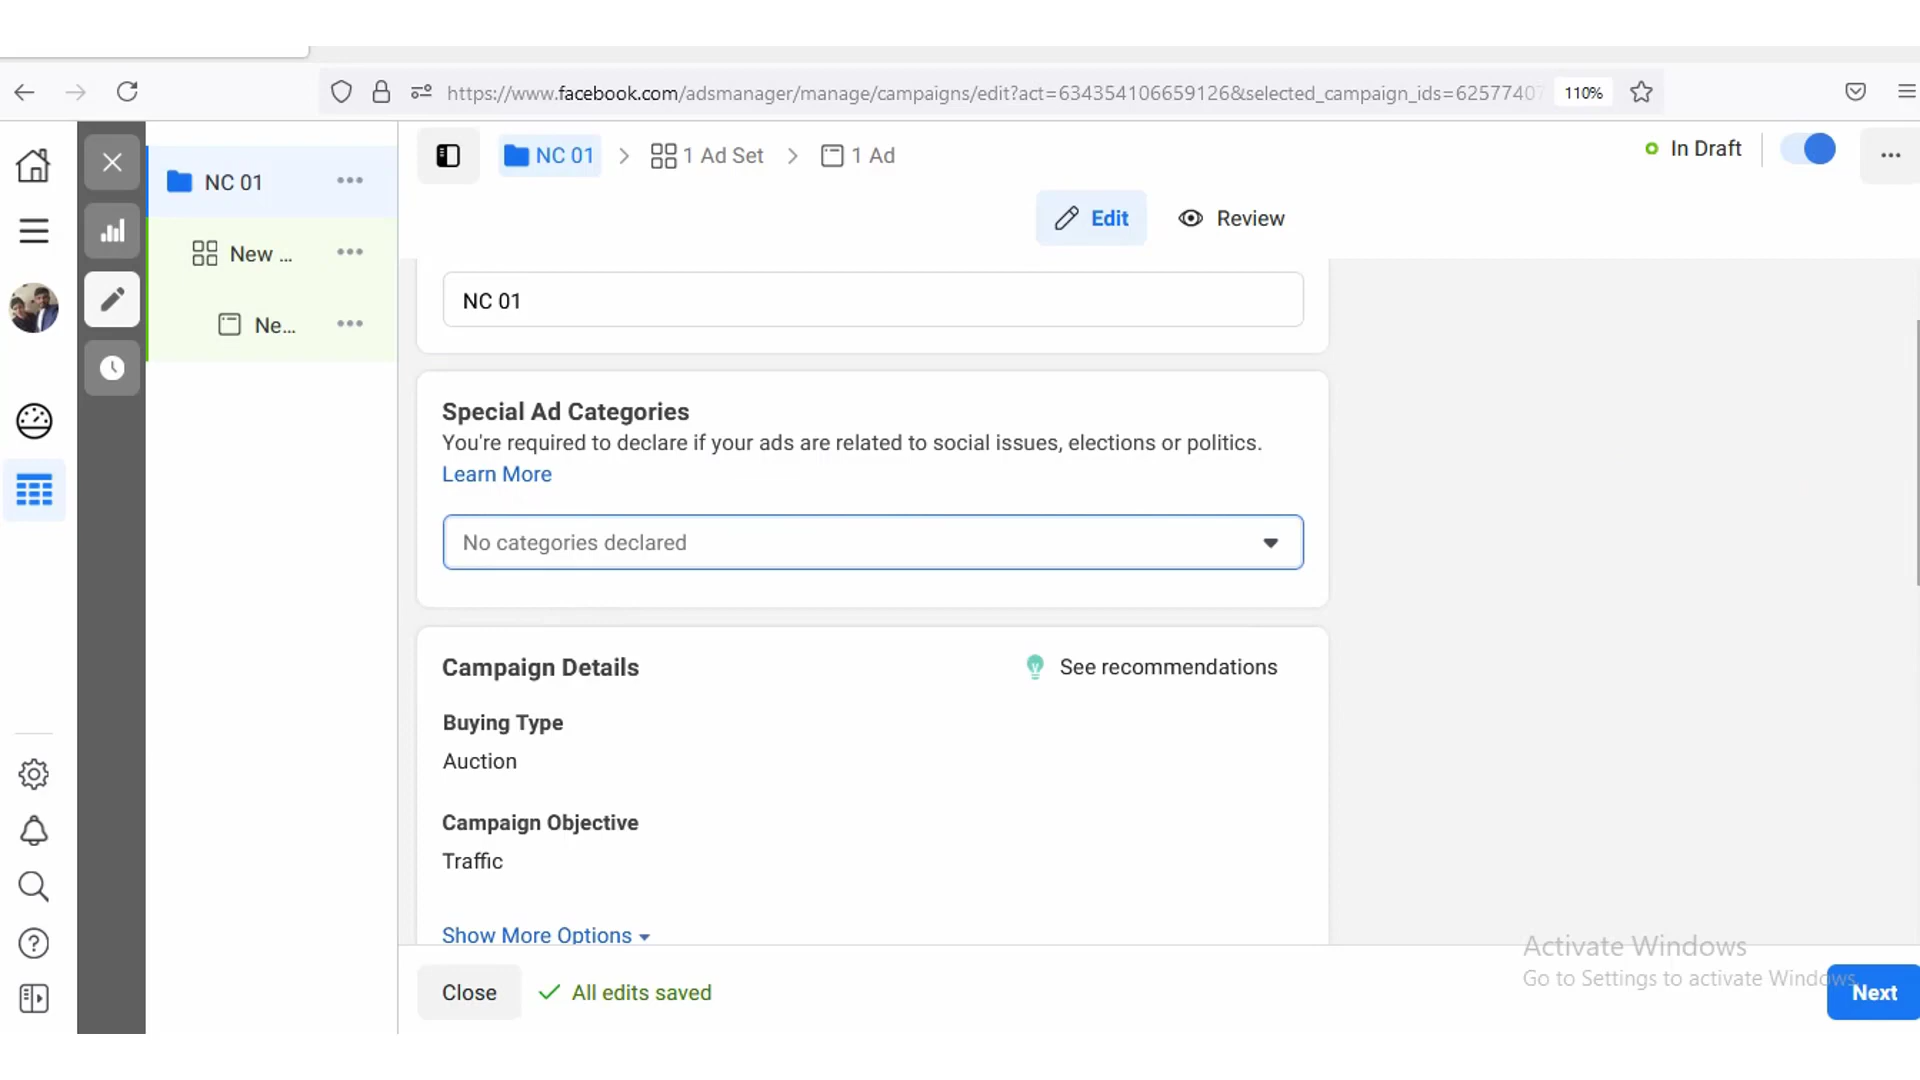 https://www.facebook.com/adsmanager/manage/campaigns/edit?act=634354106659126&selected_campaign_ids=62577407
110%
NC 01
New ...
Ne...
NC 01
1 Ad Set
1 Ad
In Draft
Edit
Review
NC 01
Special Ad Categories
You're required to declare if your ads are related to social issues, elections or politics.
Learn More
No categories declared
Campaign Details
See recommendations
Buying Type
Auction
Campaign Objective
Traffic
Show More Options
Activate Windows
Go to Settings to activate Windows.
Close
All edits saved
Next